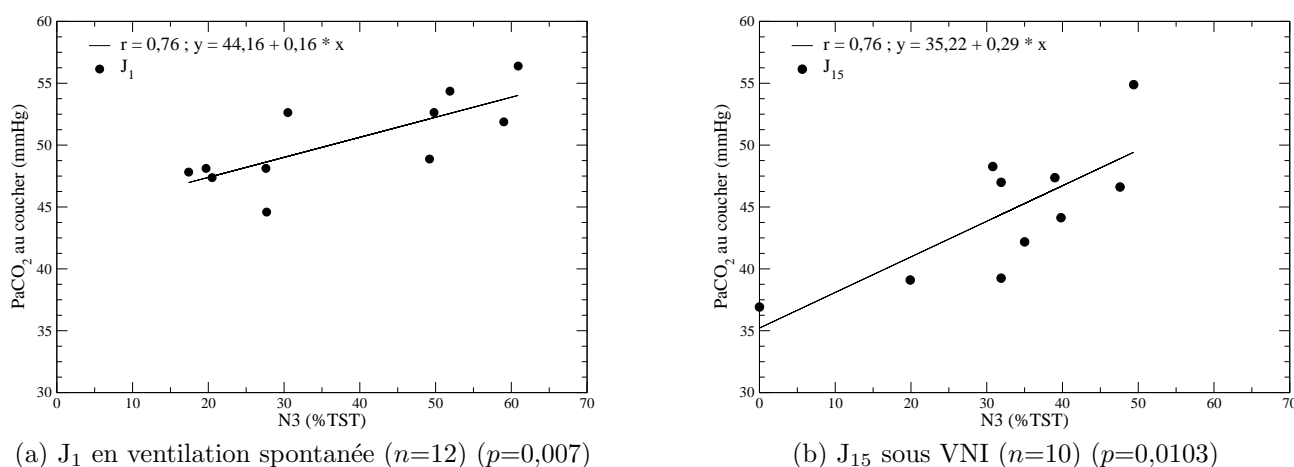 r = 0,76 ; y = 44,16 + 0,16 * x
J₁
60
55
50
45
40
35
30
PaCO₂ au coucher (mmHg)
0 10 20 30 40 50 60 70
N3 (%TST)
(a) J₁ en ventilation spontanée (n=12) (p=0,007)
r = 0,76 ; y = 35,22 + 0,29 * x
J₁₅
60
55
50
45
40
35
30
PaCO₂ au coucher (mmHg)
0 10 20 30 40 50 60 70
N3 (%TST)
(b) J₁₅ sous VNI (n=10) (p=0,0103)